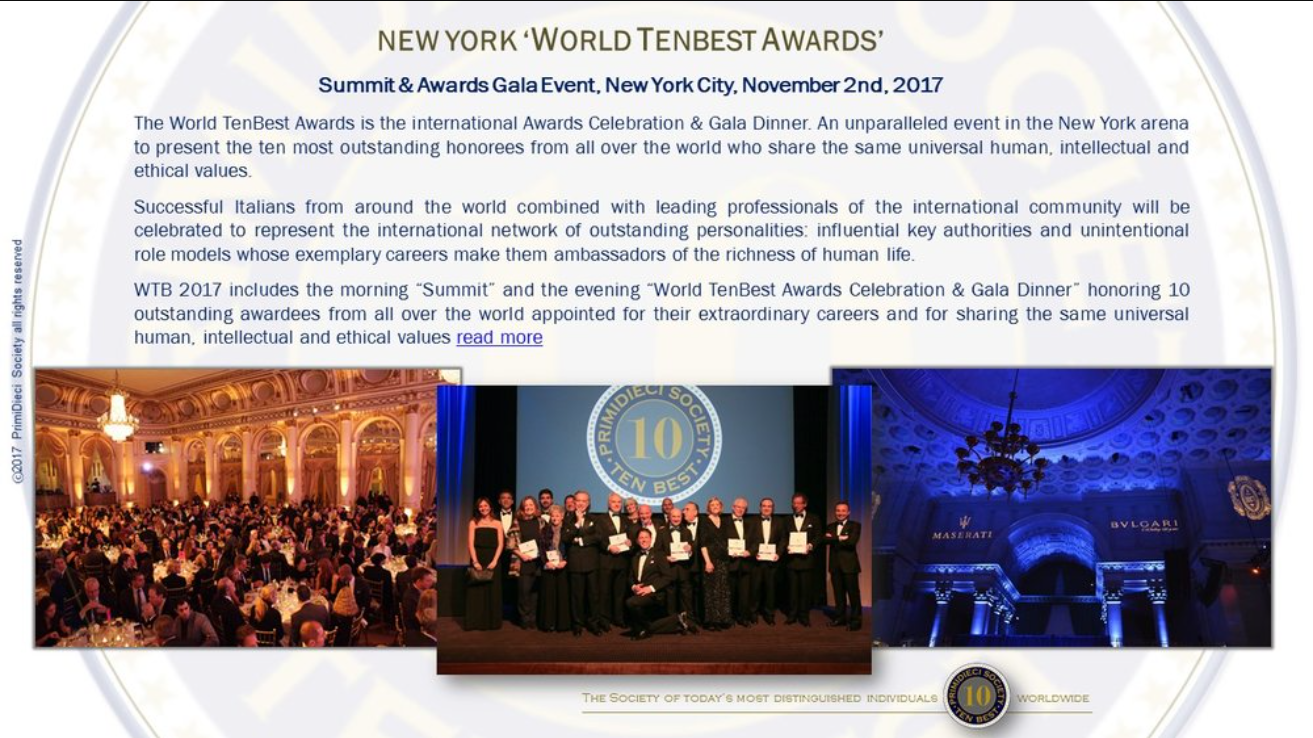 NEW YORK ‘WORLD TENBEST AWARDS’
Summit & Awards Gala Event, New York City, November 2nd, 2017
The World TenBest Awards is the international Awards Celebration & Gala Dinner. An unparalleled event in the New York arena
to present the ten most outstanding honorees from all over the world who share the same universal human, intellectual and
ethical values.
Successful Italians from around the world combined with leading professionals of the international community will be
celebrated to represent the international network of outstanding personalities: influential key authorities and unintentional
role models whose exemplary careers make them ambassadors of the richness of human life.
WTB 2017 includes the morning “Summit” and the evening “World TenBest Awards Celebration & Gala Dinner” honoring 10
outstanding awardees from all over the world appointed for their extraordinary careers and for sharing the same universal
human, intellectual and ethical values read more
©2017 PrimiDieci Society all rights reserved
PRIMIDIECI SOCIETY
10
TEN BEST
MASERATI
BVLGARI
THE SOCIETY OF TODAY'S MOST DISTINGUISHED INDIVIDUALS
PRIMIDIECI SOCIETY
10
TEN BEST
WORLDWIDE